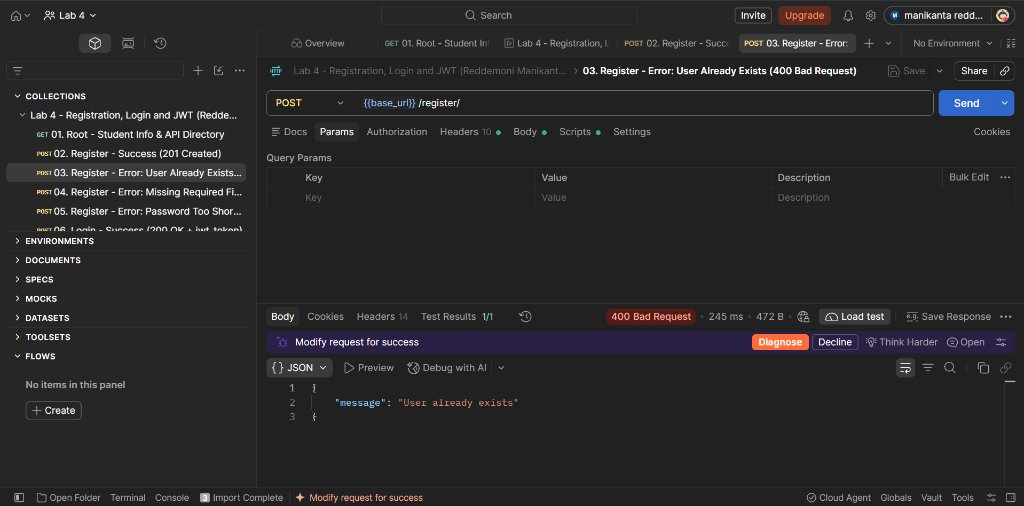 Lab 4
Search
Invite
Upgrade
manikanta redd...
Overview
GET 01. Root - Student In
Lab 4 - Registration, L
POST 02. Register - Succ
POST 03. Register - Error:
No Environment
Lab 4 - Registration, Login and JWT (Reddemoni Manikant... > 03. Register - Error: User Already Exists (400 Bad Request)
Save
Share
COLLECTIONS
Lab 4 - Registration, Login and JWT (Redde...
GET 01. Root - Student Info & API Directory
POST 02. Register - Success (201 Created)
POST 03. Register - Error: User Already Exists...
POST 04. Register - Error: Missing Required Fi...
POST 05. Register - Error: Password Too Shor...
POST 06. Login - Success (200 OK + jwt_token)
ENVIRONMENTS
DOCUMENTS
SPECS
MOCKS
DATASETS
TOOLSETS
FLOWS
No items in this panel
+ Create
POST
{{base_url}} /register/
Send
Docs
Params
Authorization
Headers 10
Body
Scripts
Settings
Cookies
Query Params
Key Value Description Bulk Edit
Key Value Description
Body
Cookies
Headers 14
Test Results 1/1
400 Bad Request
245 ms
472 B
Load test
Save Response
Modify request for success
Diagnose
Decline
Think Harder
Open
{} JSON
Preview
Debug with AI
1 {
2 "message": "User already exists"
3 }
Open Folder
Terminal
Console
3 Import Complete
Modify request for success
Cloud Agent
Globals
Vault
Tools